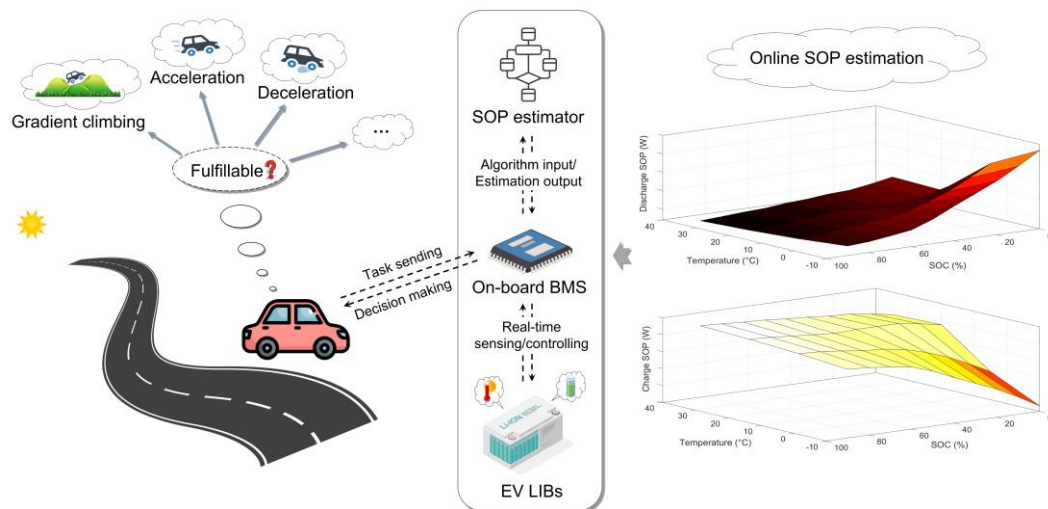 Acceleration
Deceleration
Gradient climbing
...
Fulfillable?
Task sending
Decision making
SOP estimator
Algorithm input/
Estimation output
On-board BMS
Real-time
sensing/controlling
LI-ION
EV LIBs
Online SOP estimation
Discharge SOP (W)
40
30
20
10
0
-10
Temperature (°C)
100
80
60
40
20
SOC (%)
Charge SOP (W)
40
30
20
10
0
-10
Temperature (°C)
100
80
60
40
20
SOC (%)